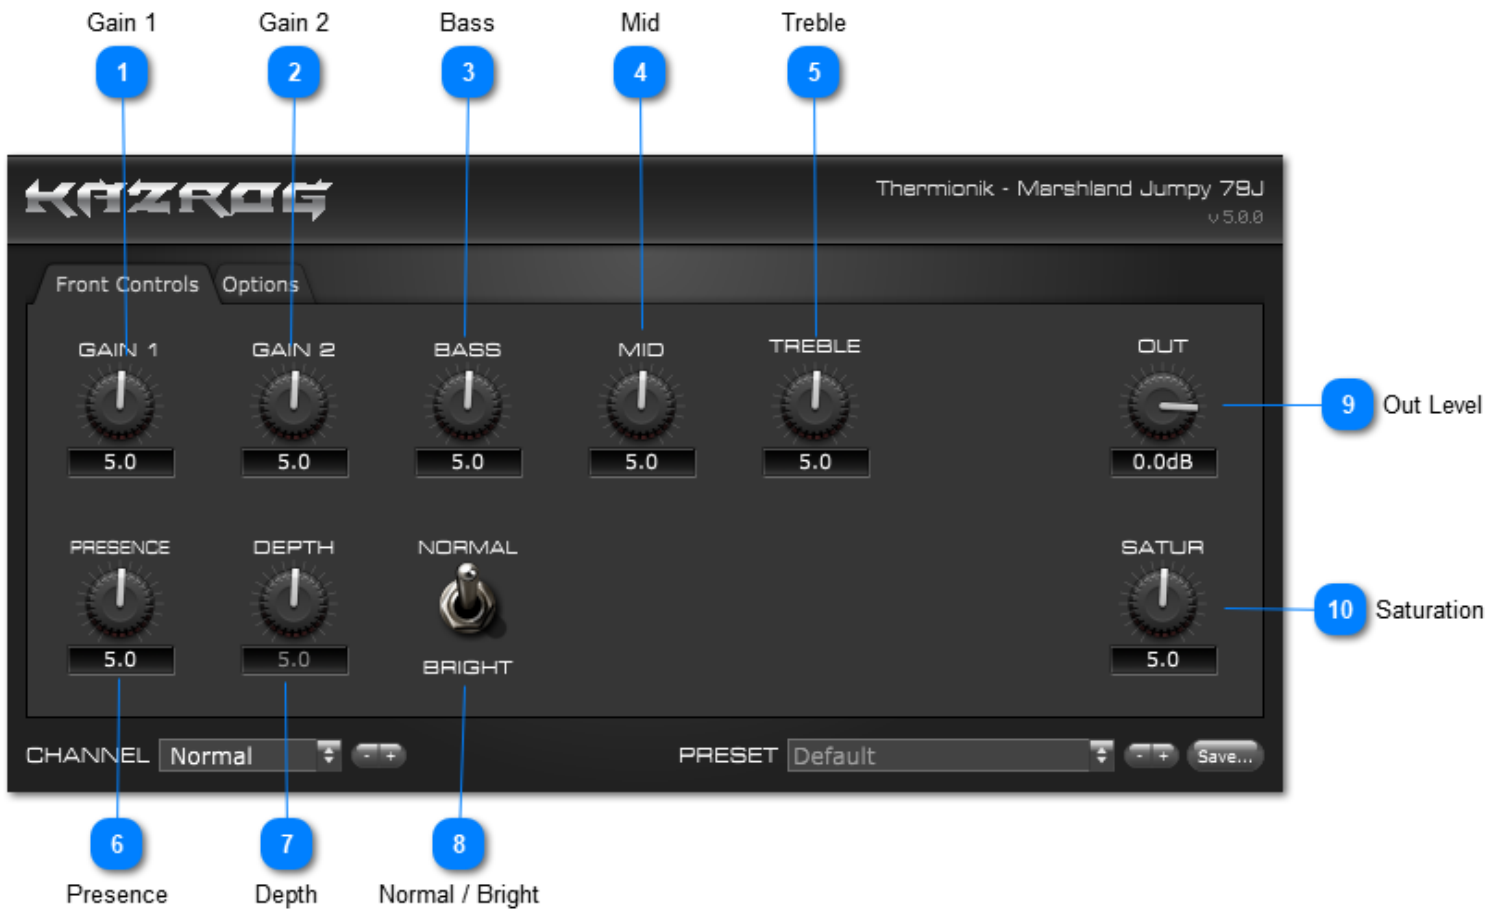 Gain 1 Gain 2 Bass Mid Treble
1 2 3 4 5
KAZROG
Thermionik - Marshland Jumpy 79J
v 5.0.0
Front Controls Options
GAIN 1 GAIN 2 BASS MID TREBLE OUT
9 Out Level
5.0 5.0 5.0 5.0 5.0 0.0dB
PRESENCE DEPTH NORMAL SATUR
10 Saturation
5.0 5.0 BRIGHT 5.0
CHANNEL Normal - + PRESET Default - + Save...
6 7 8
Presence Depth Normal / Bright